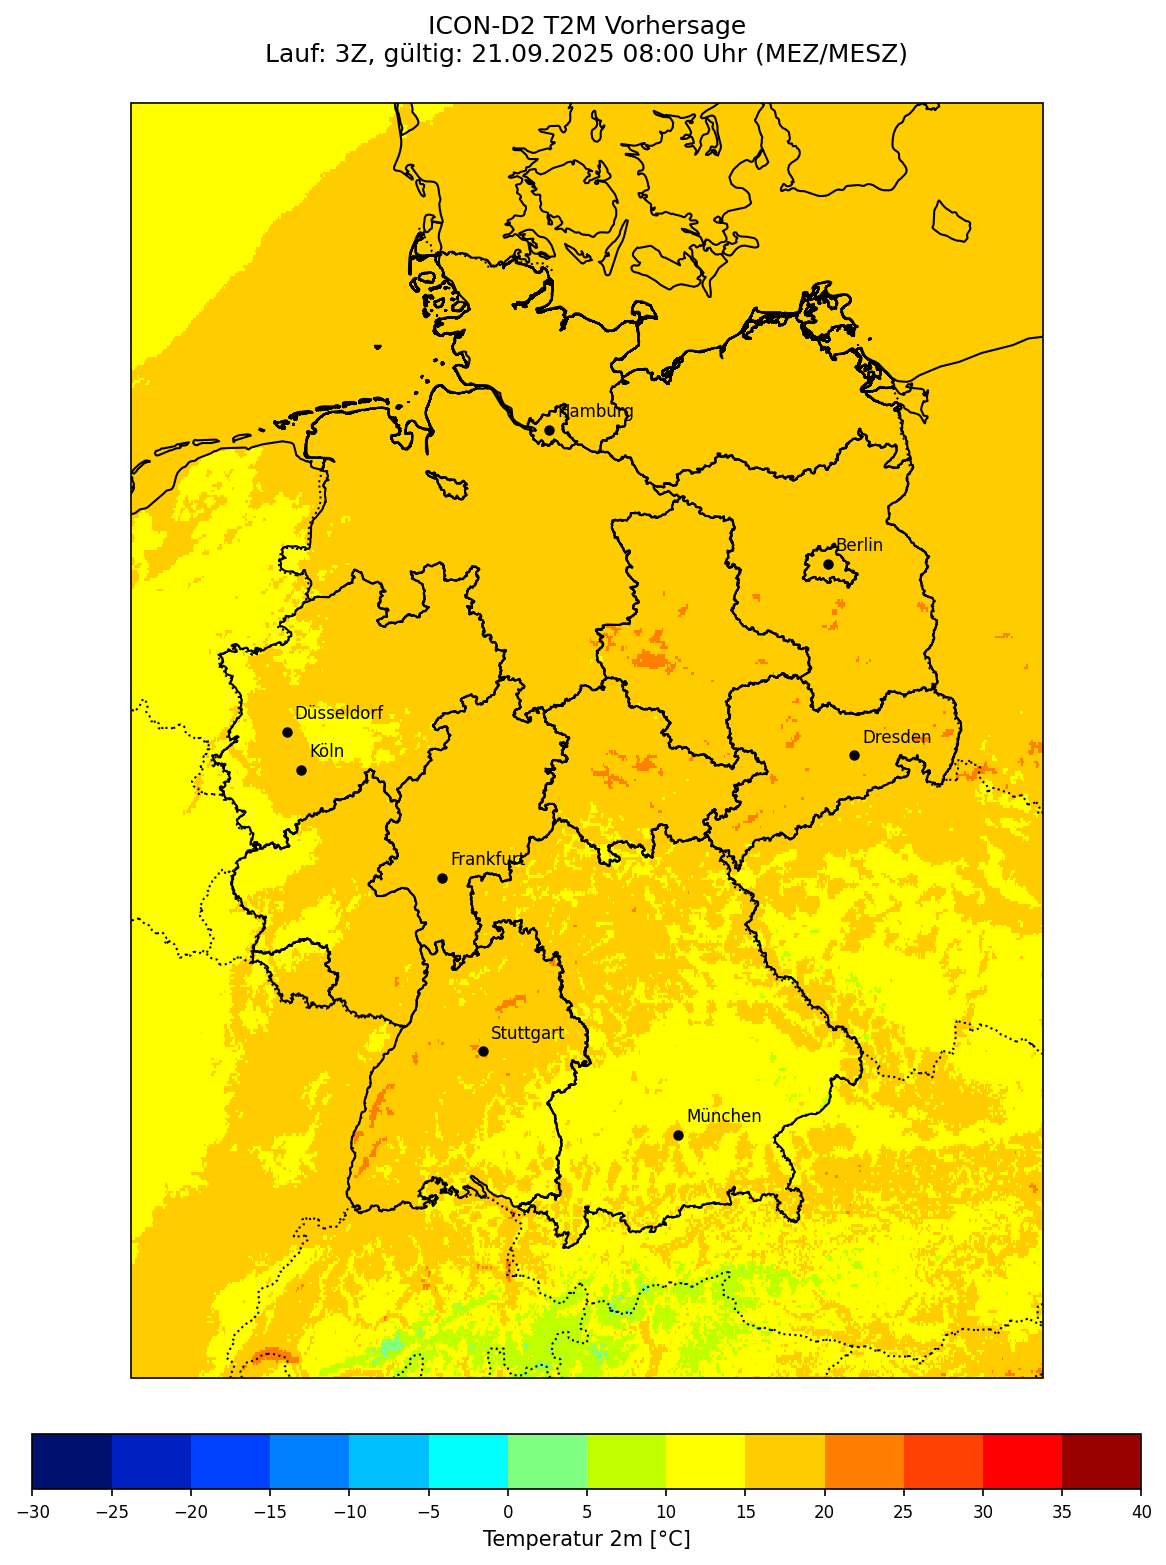 ICON-D2 T2M Vorhersage
Lauf: 3Z, gültig: 21.09.2025 08:00 Uhr (MEZ/MESZ)
Hamburg
Berlin
Düsseldorf
Dresden
Köln
Frankfurt
Stuttgart
München
−30 −25 −20 −15 −10 −5 0 5 10 15 20 25 30 35 40
Temperatur 2m [°C]